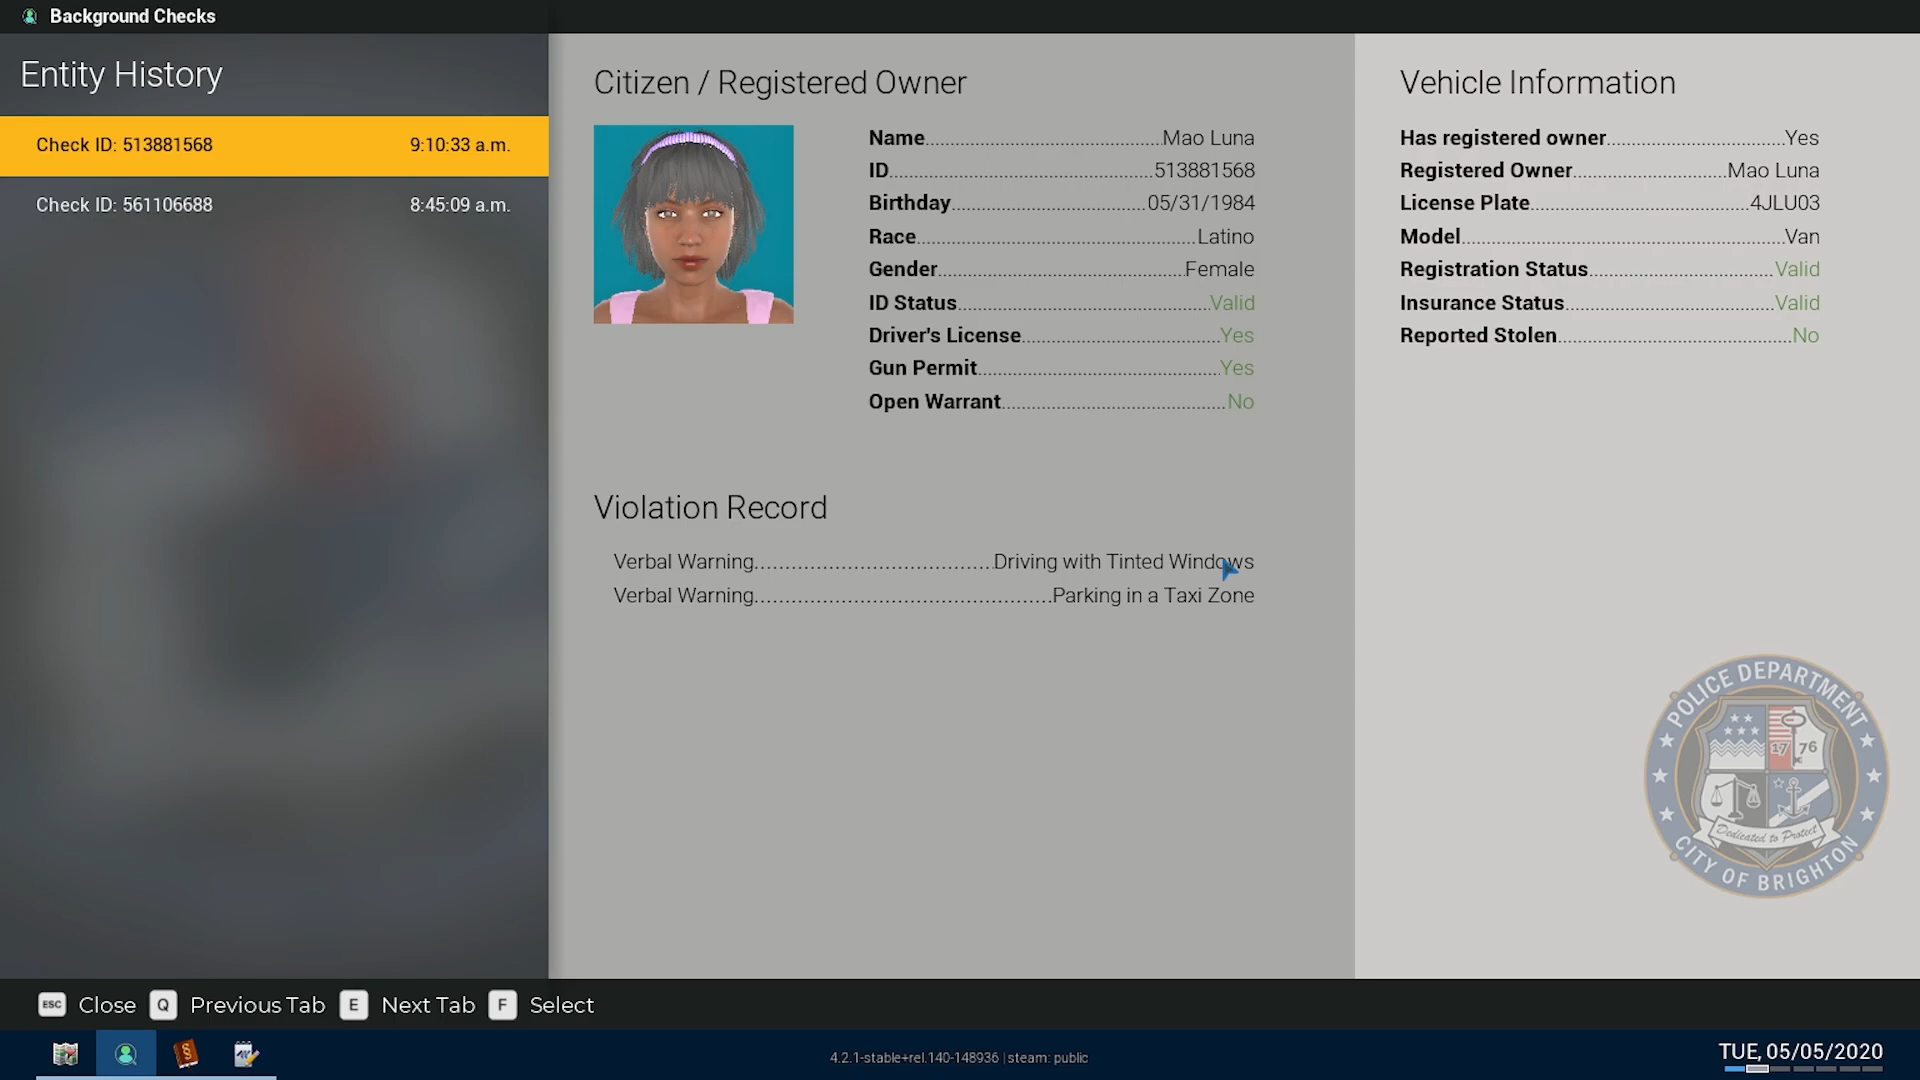 Background Checks
Entity History
Check ID: 513881568 9:10:33 a.m.
Check ID: 561106688 8:45:09 a.m.
Citizen / Registered Owner
Name Mao Luna
ID 513881568
Birthday 05/31/1984
Race Latino
Gender Female
ID Status Valid
Driver's License Yes
Gun Permit Yes
Open Warrant No
Violation Record
Verbal Warning Driving with Tinted Windows
Verbal Warning Parking in a Taxi Zone
Vehicle Information
Has registered owner Yes
Registered Owner Mao Luna
License Plate 4JLU03
Model Van
Registration Status Valid
Insurance Status Valid
Reported Stolen No
POLICE DEPARTMENT
17 76
Dedicated to Protect
CITY OF BRIGHTON
ESC Close Q Previous Tab E Next Tab F Select
§
4.2.1-stable+rel.140-148936 | steam: public
TUE, 05/05/2020